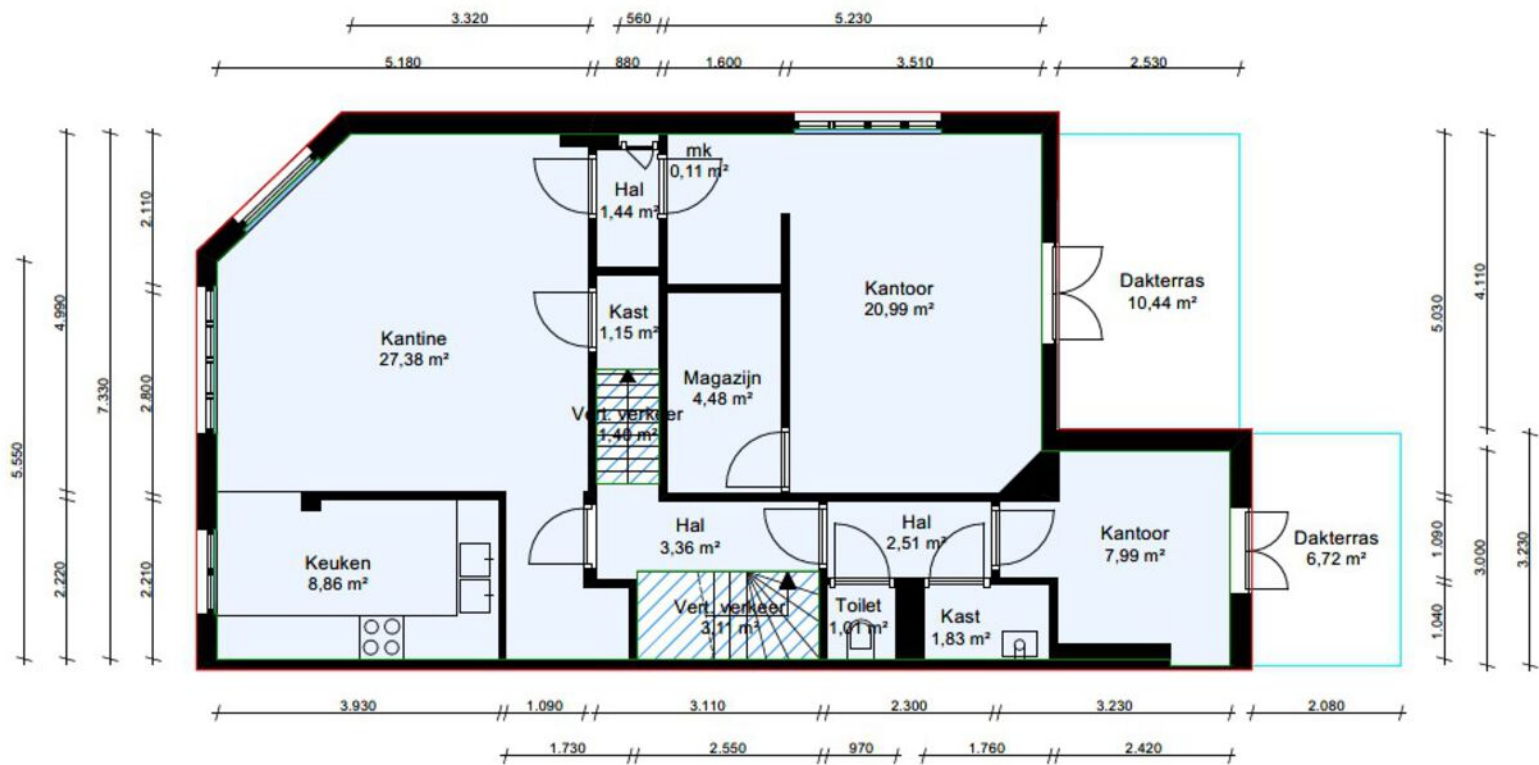 3.320
560
5.230
5.180
880
1.600
3.510
2.530
mk
0,11 m²
Hal
1,44 m²
Kantoor
20,99 m²
Dakterras
10,44 m²
Kast
1,15 m²
Kantine
27,38 m²
Magazijn
4,48 m²
Vert. verkeer
1,40 m²
Hal
3,36 m²
Hal
2,51 m²
Kantoor
7,99 m²
Dakterras
6,72 m²
Keuken
8,86 m²
Vert. verkeer
3,11 m²
Toilet
1,01 m²
Kast
1,83 m²
5.550
4.990
2.220
7.330
2.110
2.800
2.210
5.030
1.090
1.040
4.110
3.000
3.230
3.930
1.090
3.110
2.300
3.230
2.080
1.730
2.550
970
1.760
2.420